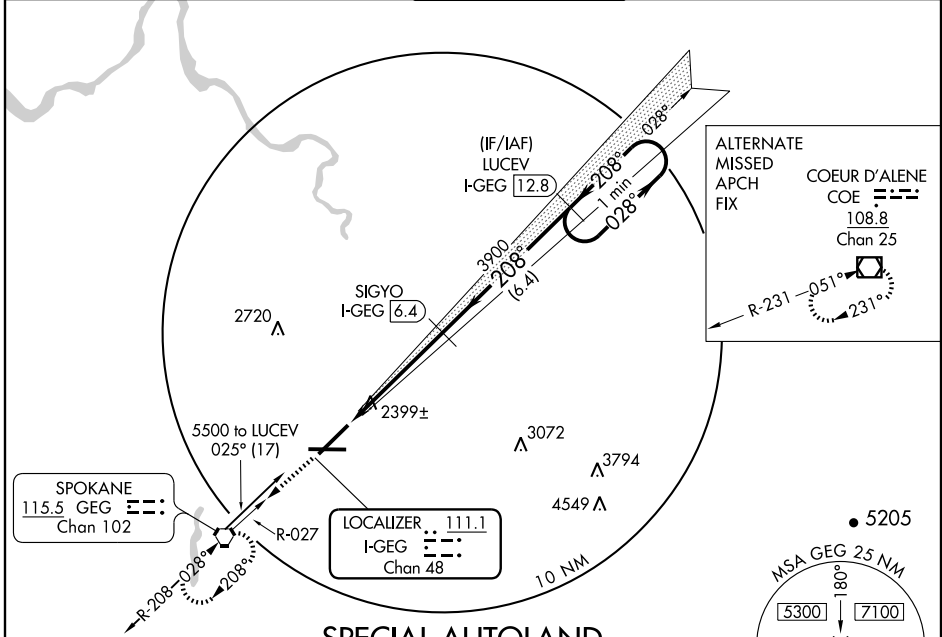 (IF/IAF)
LUCEV
I-GEG 12.8
208°
028°
1 min
028°
3900
208°
(6.4)
SIGYO
I-GEG 6.4
ALTERNATE
MISSED
APCH
FIX
COEUR D'ALENE
COE
108.8
Chan 25
R-231
051°
231°
2720
2399±
3072
3794
4549
5205
5500 to LUCEV
025° (17)
SPOKANE
115.5 GEG
Chan 102
R-027
LOCALIZER 111.1
I-GEG
Chan 48
R-208
028°
208°
10 NM
MSA GEG 25 NM
180°
5300
7100
SPECIAL AUTOLAND